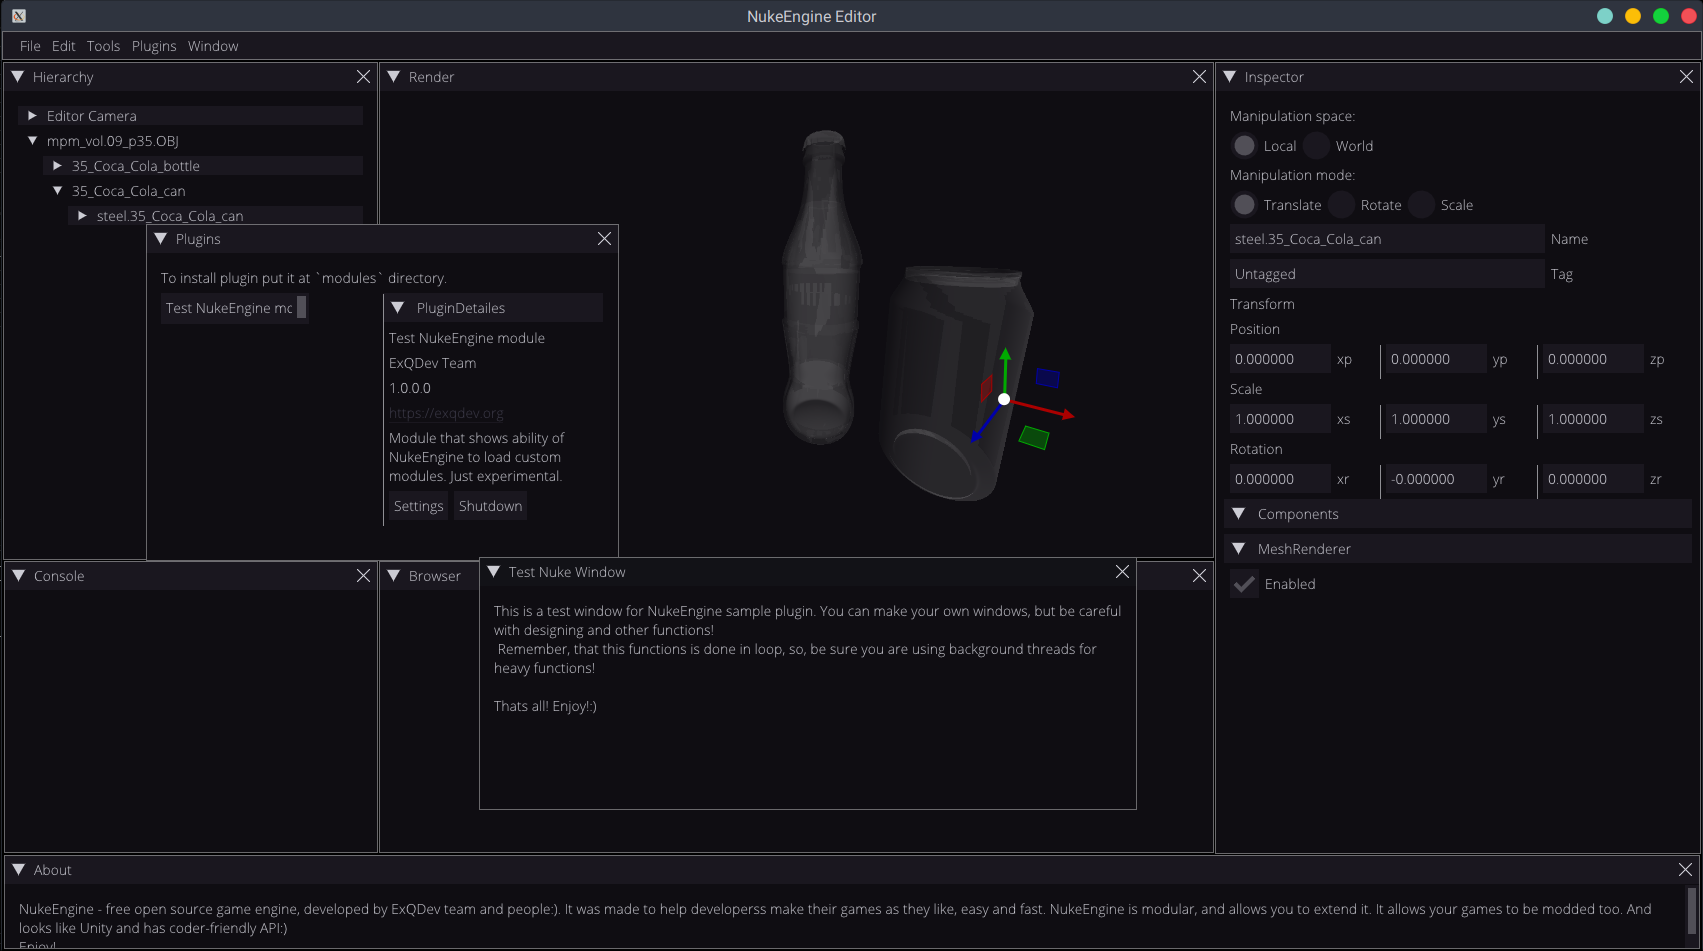 NukeEngine Editor
File Edit Tools Plugins Window
Hierarchy
Editor Camera
mpm_vol.09_p35.OBJ
35_Coca_Cola_bottle
35_Coca_Cola_can
steel.35_Coca_Cola_can
Plugins
To install plugin put it at `modules` directory.
Test NukeEngine mc
PluginDetailes
Test NukeEngine module
ExQDev Team
1.0.0.0
https://exqdev.org
Module that shows ability of
NukeEngine to load custom
modules. Just experimental.
Settings Shutdown
Render
Inspector
Manipulation space:
Local World
Manipulation mode:
Translate Rotate Scale
steel.35_Coca_Cola_can Name
Untagged Tag
Transform
Position
0.000000 xp 0.000000 yp 0.000000 zp
Scale
1.000000 xs 1.000000 ys 1.000000 zs
Rotation
0.000000 xr -0.000000 yr 0.000000 zr
Components
MeshRenderer
Enabled
Console
Browser
Test Nuke Window
This is a test window for NukeEngine sample plugin. You can make your own windows, but be careful
with designing and other functions!
Remember, that this functions is done in loop, so, be sure you are using background threads for
heavy functions!
Thats all! Enjoy!:)
About
NukeEngine - free open source game engine, developed by ExQDev team and people:). It was made to help developerss make their games as they like, easy and fast. NukeEngine is modular, and allows you to extend it. It allows your games to be modded too. And
looks like Unity and has coder-friendly API:)
Enjoy!